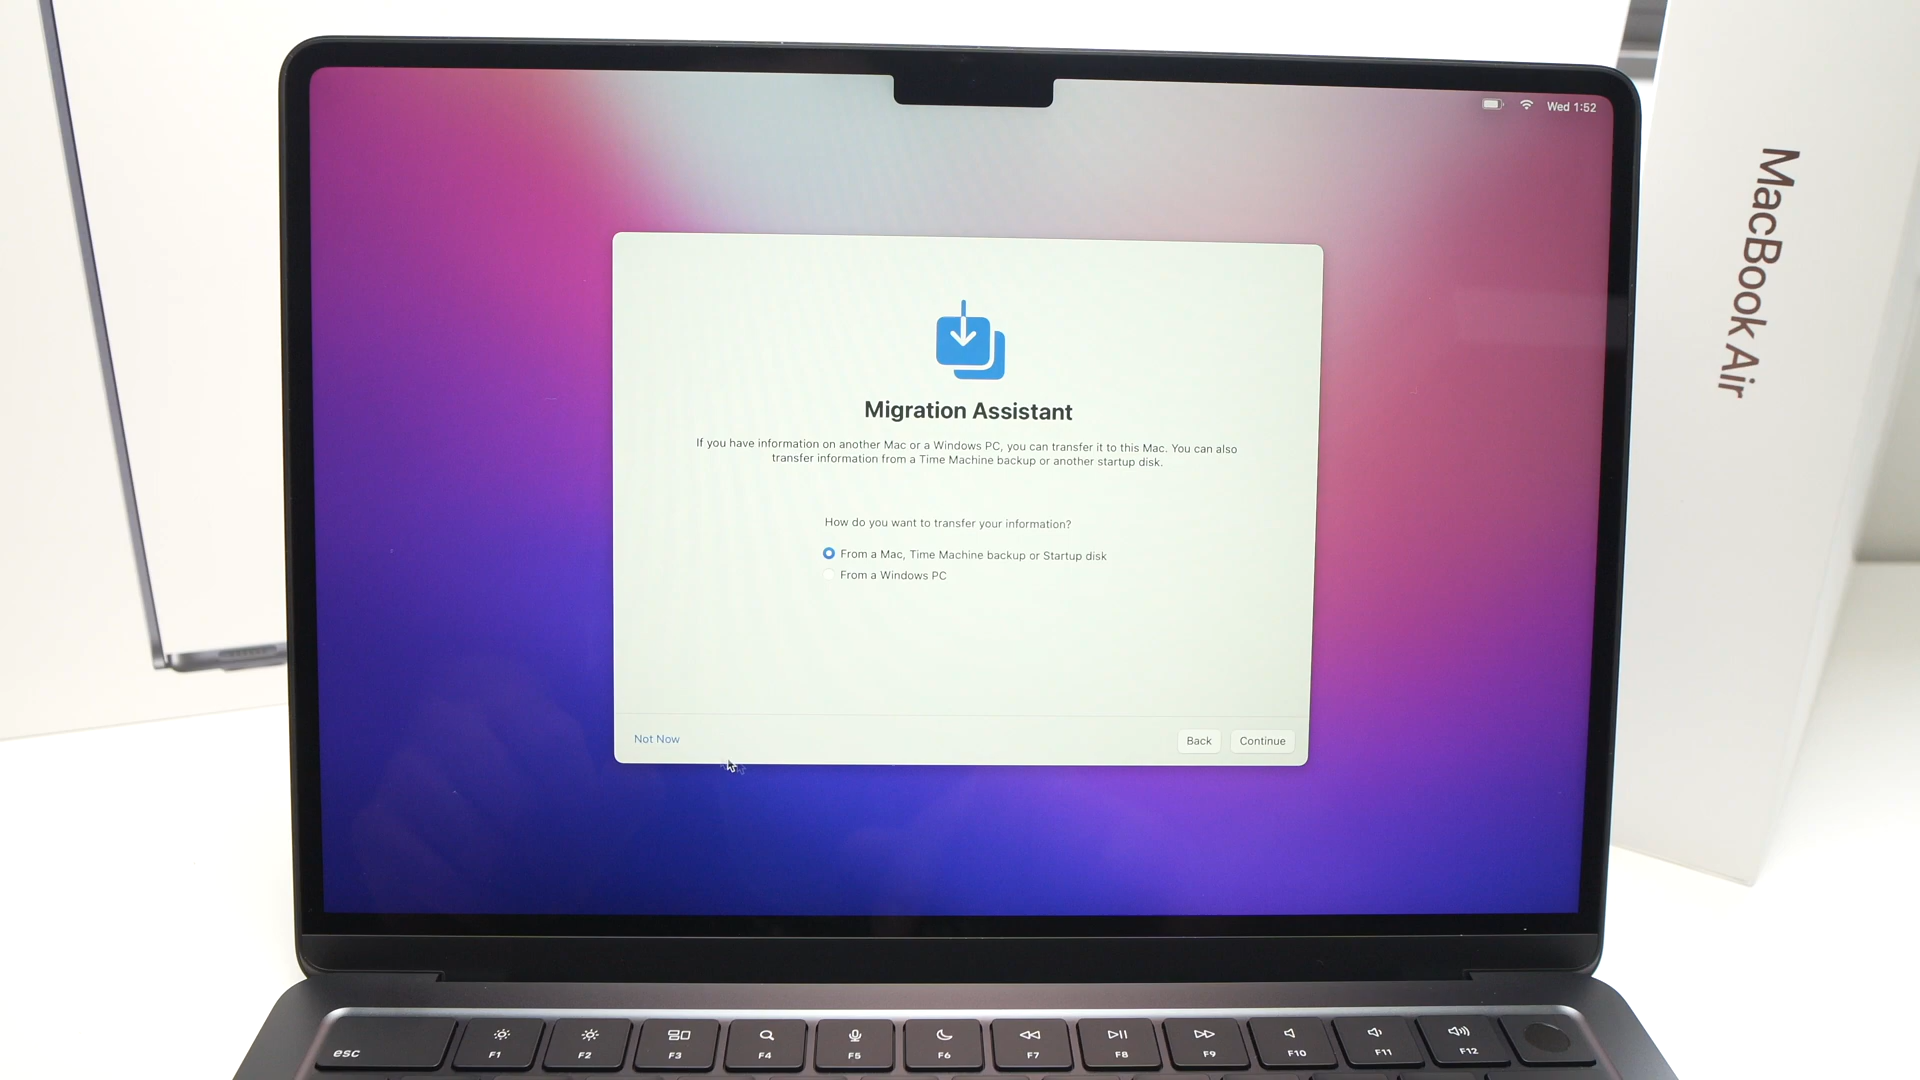 Wed 1:52
MacBook Air
Migration Assistant
If you have information on another Mac or a Windows PC, you can transfer it to this Mac. You can also
transfer information from a Time Machine backup or another startup disk.
How do you want to transfer your information?
From a Mac, Time Machine backup or Startup disk
From a Windows PC
Not Now
Back
Continue
esc
F1
F2
F3
F4
F5
F6
F7
F8
F9
F10
F11
F12